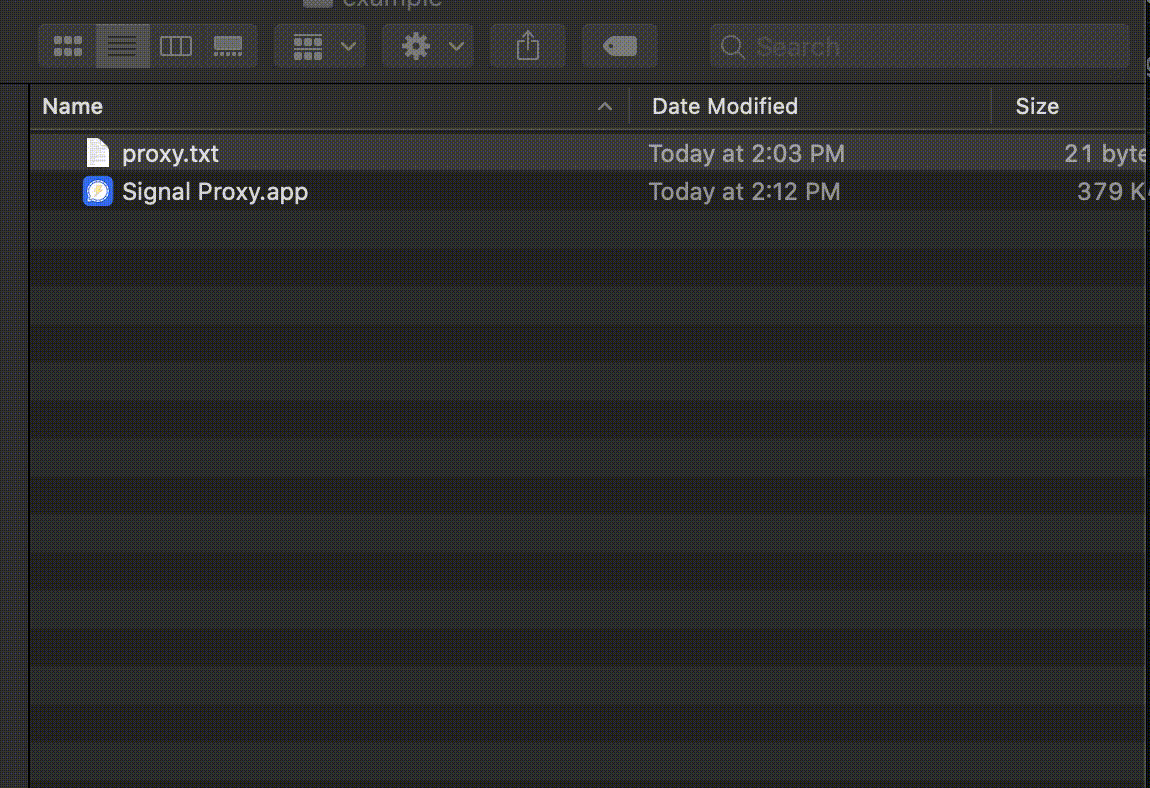 example
Search
Name Date Modified Size
proxy.txt Today at 2:03 PM 21 byte
Signal Proxy.app Today at 2:12 PM 379 K